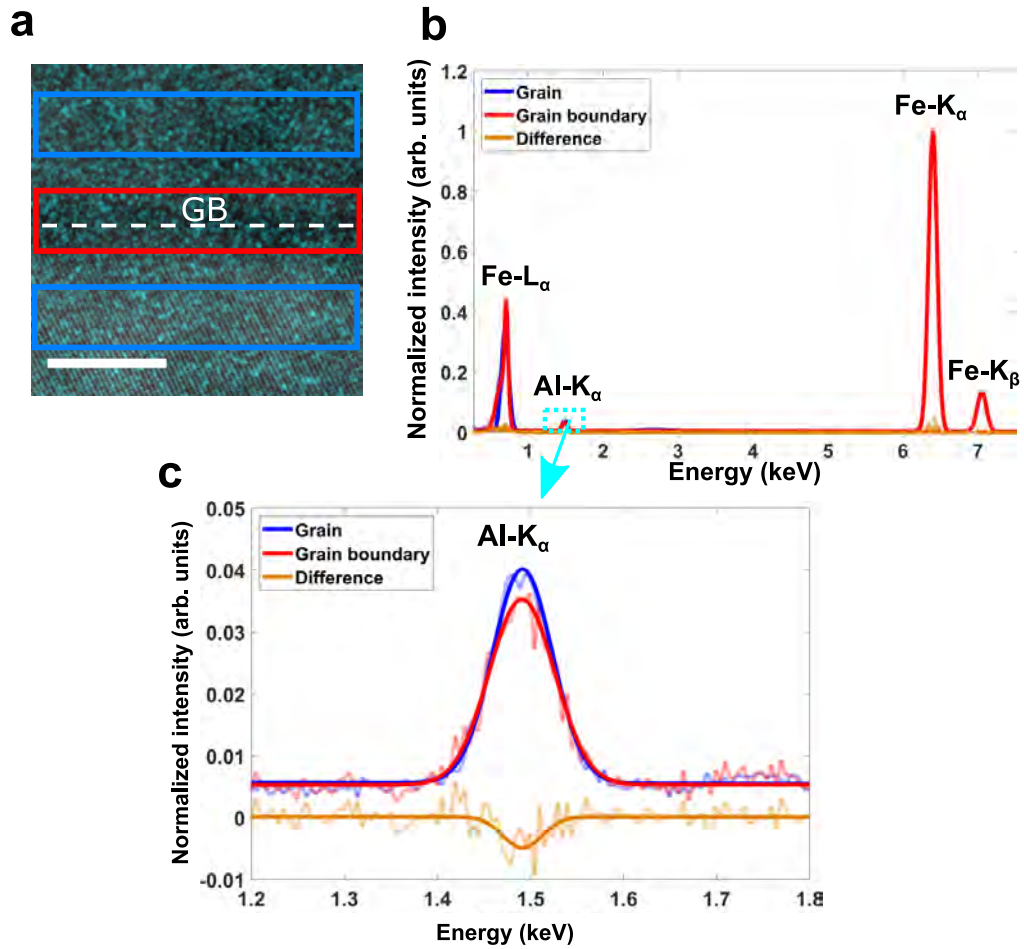 a
GB
b
Normalized intensity (arb. units)
1.2
1
0.8
0.6
0.4
0.2
0
Grain
Grain boundary
Difference
Fe-Lα
Al-Kα
Fe-Kα
Fe-Kβ
1 2 3 4 5 6 7
Energy (keV)
c
Normalized intensity (arb. units)
0.05
0.04
0.03
0.02
0.01
0
-0.01
Grain
Grain boundary
Difference
Al-Kα
1.2 1.3 1.4 1.5 1.6 1.7 1.8
Energy (keV)